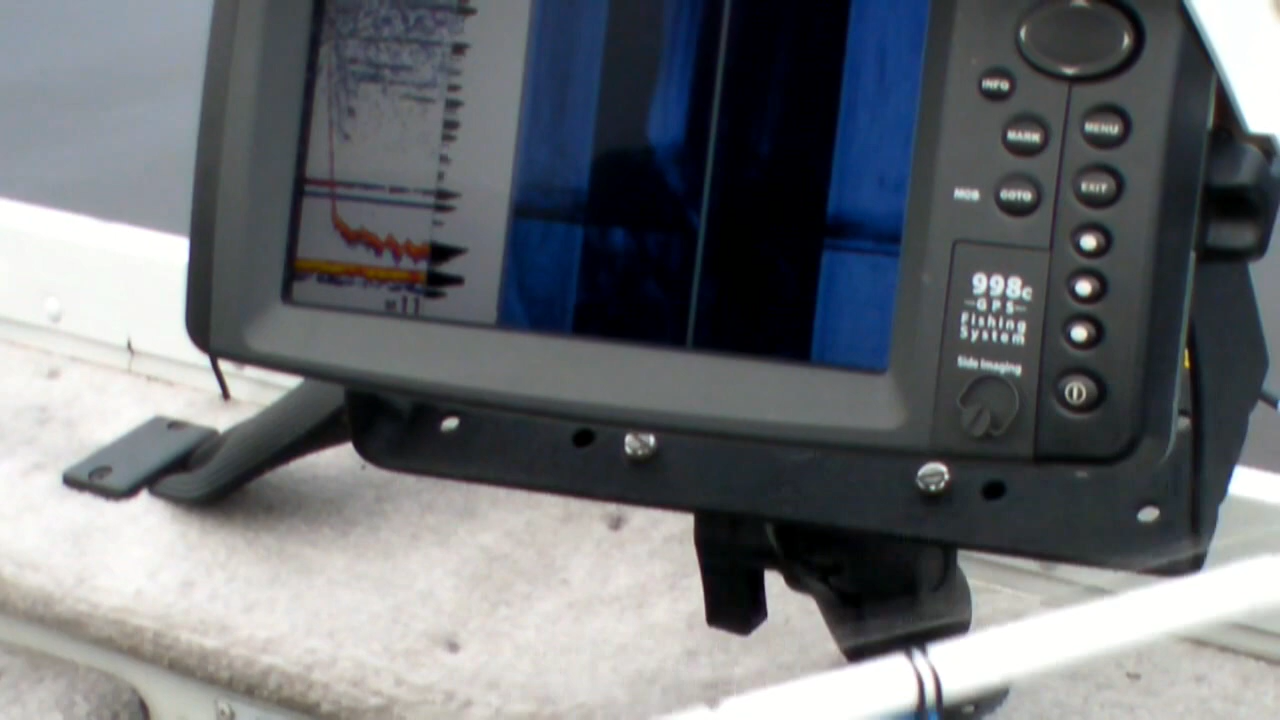 INFO
MARK
MENU
MOB
GOTO
EXIT
998c
GPS
Fishing
System
Side Imaging